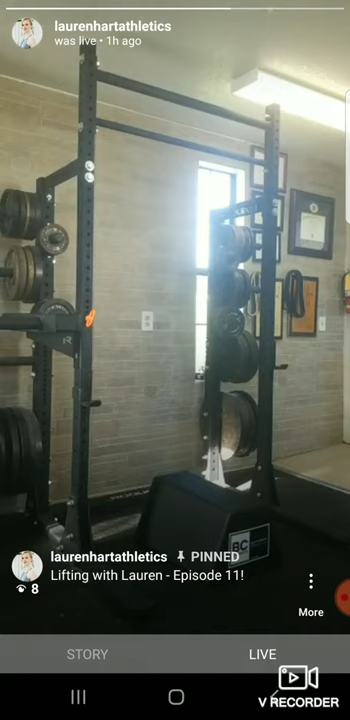 laurenhartathletics
was live • 1h ago
R
BC
laurenhartathletics PINNED
Lifting with Lauren - Episode 11!
8
More
STORY
LIVE
V RECORDER